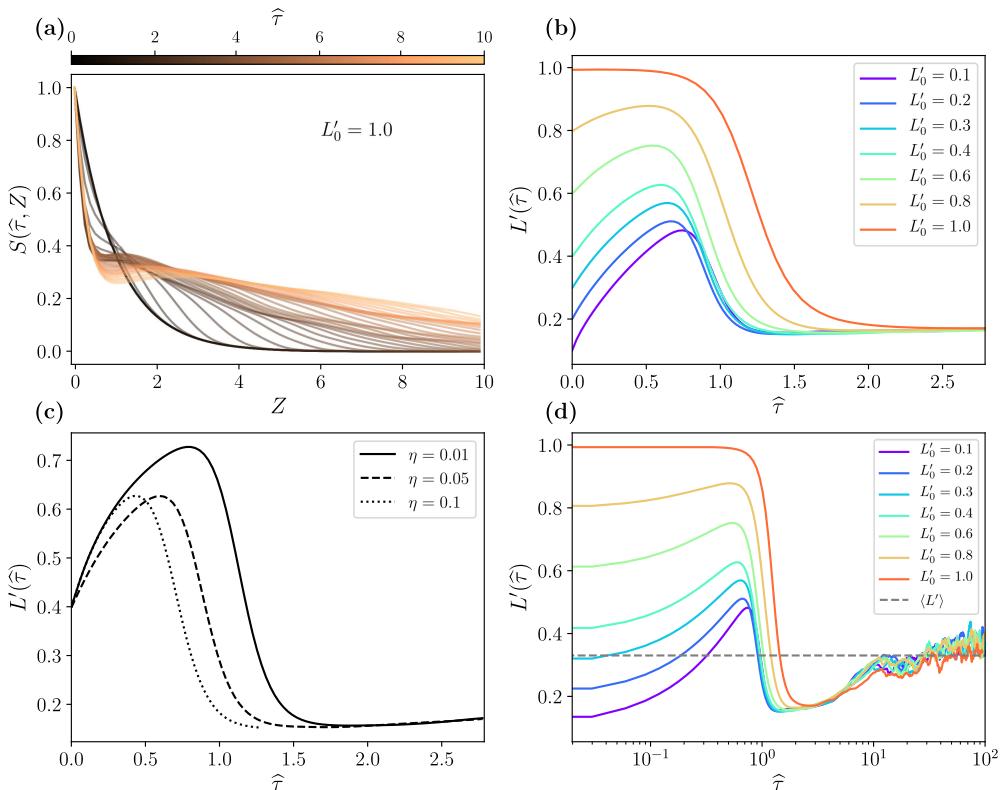 (a)
τ̂
0 2 4 6 8 10
L′₀ = 1.0
S(τ̂, Z)
1.0
0.8
0.6
0.4
0.2
0.0
0 2 4 6 8 10
Z
(b)
L′(τ̂)
1.0
0.8
0.6
0.4
0.2
L′₀ = 0.1
L′₀ = 0.2
L′₀ = 0.3
L′₀ = 0.4
L′₀ = 0.6
L′₀ = 0.8
L′₀ = 1.0
0.0 0.5 1.0 1.5 2.0 2.5
τ̂
(c)
L′(τ̂)
0.7
0.6
0.5
0.4
0.3
0.2
η = 0.01
η = 0.05
η = 0.1
0.0 0.5 1.0 1.5 2.0 2.5
τ̂
(d)
L′(τ̂)
1.0
0.8
0.6
0.4
0.2
L′₀ = 0.1
L′₀ = 0.2
L′₀ = 0.3
L′₀ = 0.4
L′₀ = 0.6
L′₀ = 0.8
L′₀ = 1.0
⟨L′⟩
10⁻¹ 10⁰ 10¹ 10²
τ̂